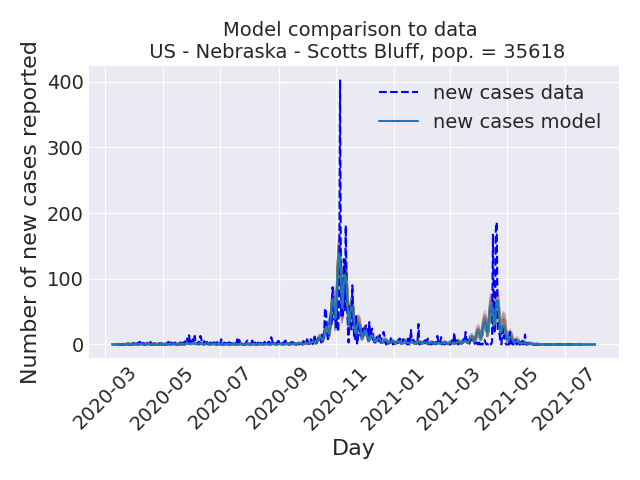 Model comparison to data
US - Nebraska - Scotts Bluff, pop. = 35618
Number of new cases reported
400
300
200
100
0
new cases data
new cases model
2020-03
2020-05
2020-07
2020-09
2020-11
2021-01
2021-03
2021-05
2021-07
Day